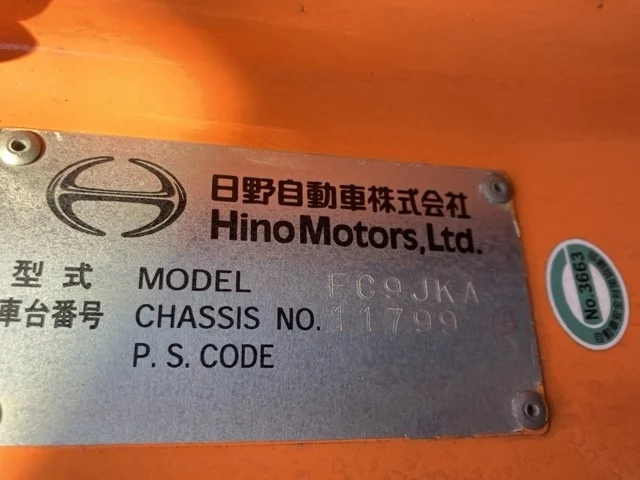 日野自動車株式会社
Hino Motors, Ltd.
型式 MODEL FC9JKA
車台番号 CHASSIS NO. 11799
P. S. CODE
No.3663